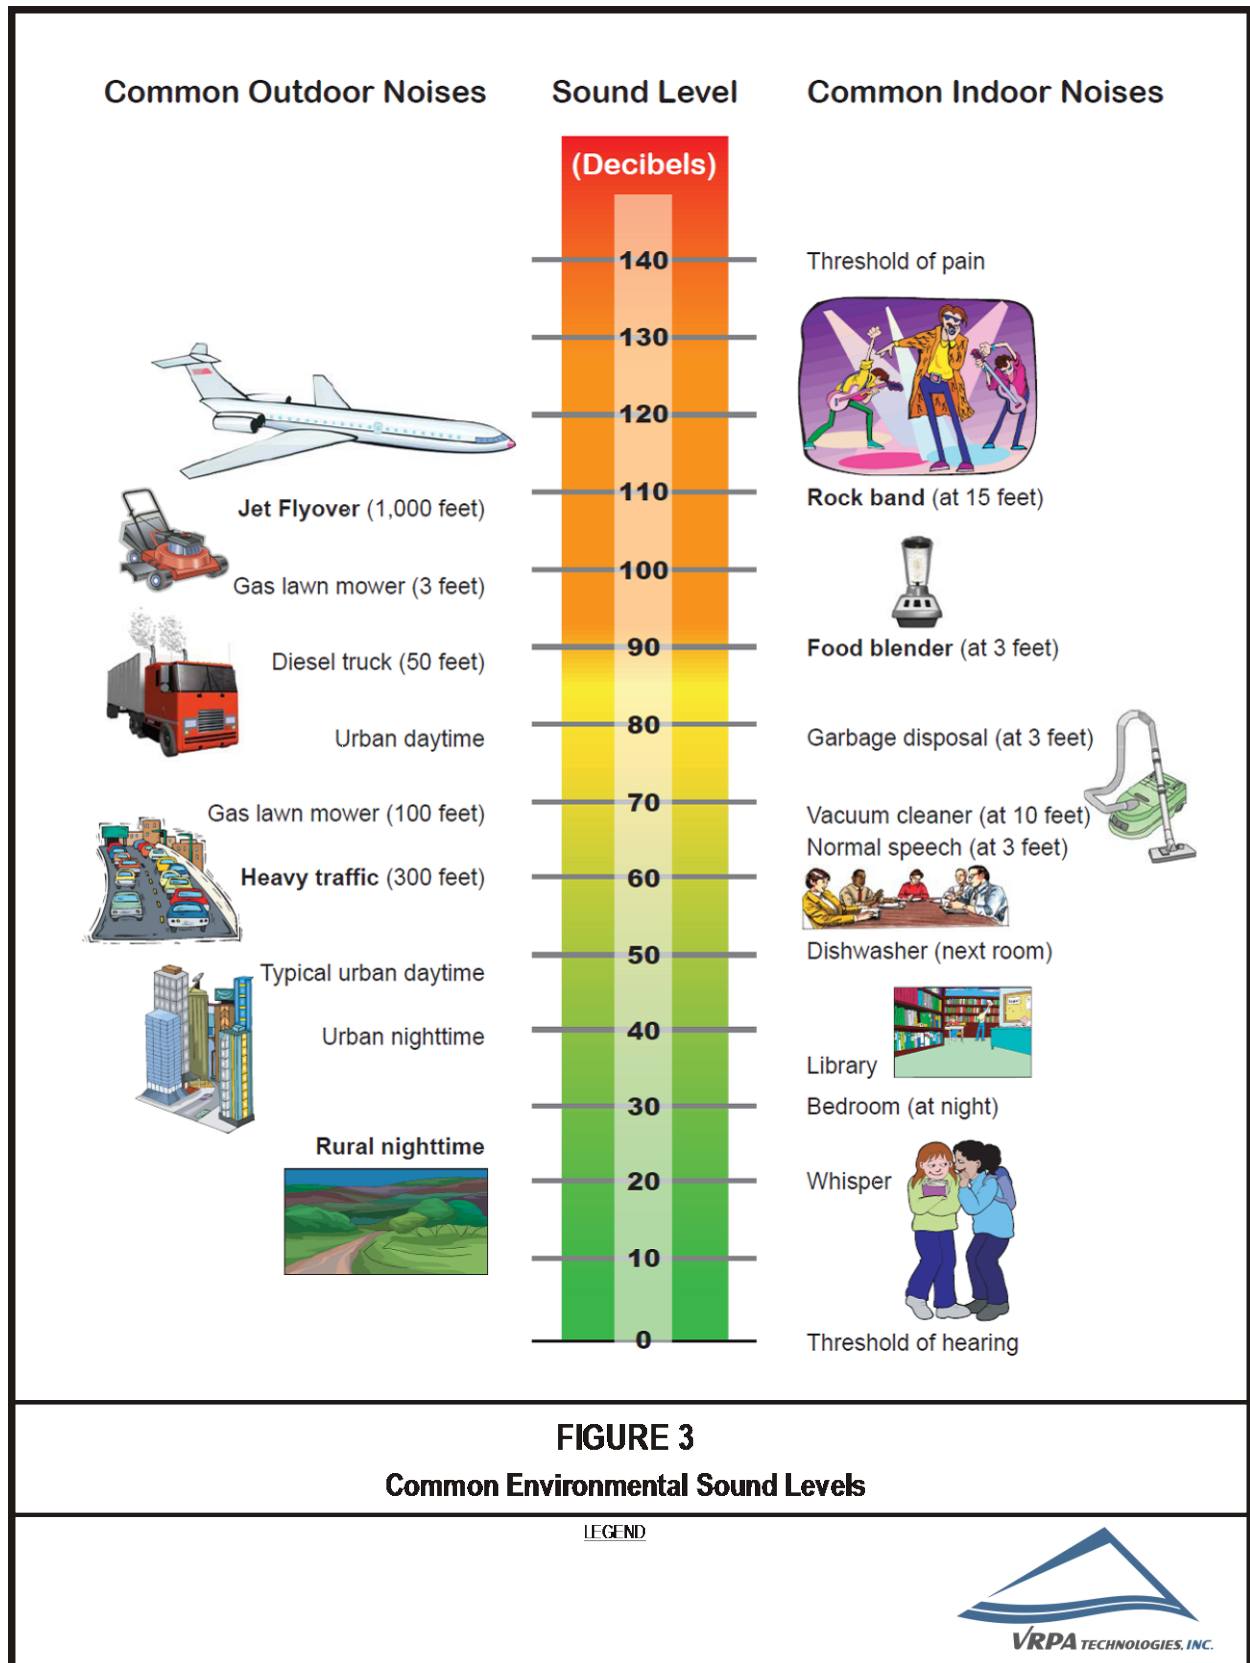 Common Outdoor Noises
Sound Level
Common Indoor Noises
(Decibels)
140
Threshold of pain
130
120
110
Rock band (at 15 feet)
Jet Flyover (1,000 feet)
100
Gas lawn mower (3 feet)
90
Food blender (at 3 feet)
Diesel truck (50 feet)
80
Urban daytime
Garbage disposal (at 3 feet)
70
Gas lawn mower (100 feet)
Vacuum cleaner (at 10 feet)
Normal speech (at 3 feet)
Heavy traffic (300 feet)
60
50
Dishwasher (next room)
Typical urban daytime
40
Urban nighttime
Library
30
Bedroom (at night)
Rural nighttime
20
Whisper
10
0
Threshold of hearing
FIGURE 3
Common Environmental Sound Levels
LEGEND
VRPA TECHNOLOGIES, INC.